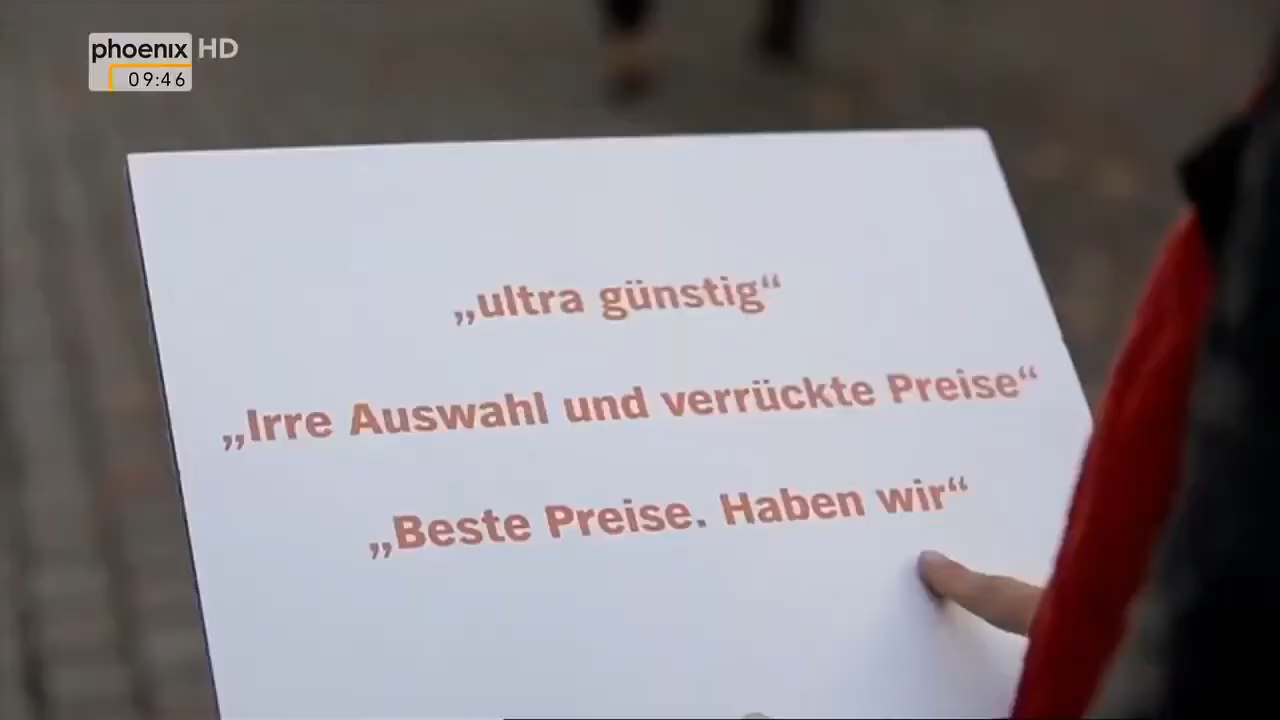 phoenix HD
09:46
„ultra günstig“
„Irre Auswahl und verrückte Preise“
„Beste Preise. Haben wir“